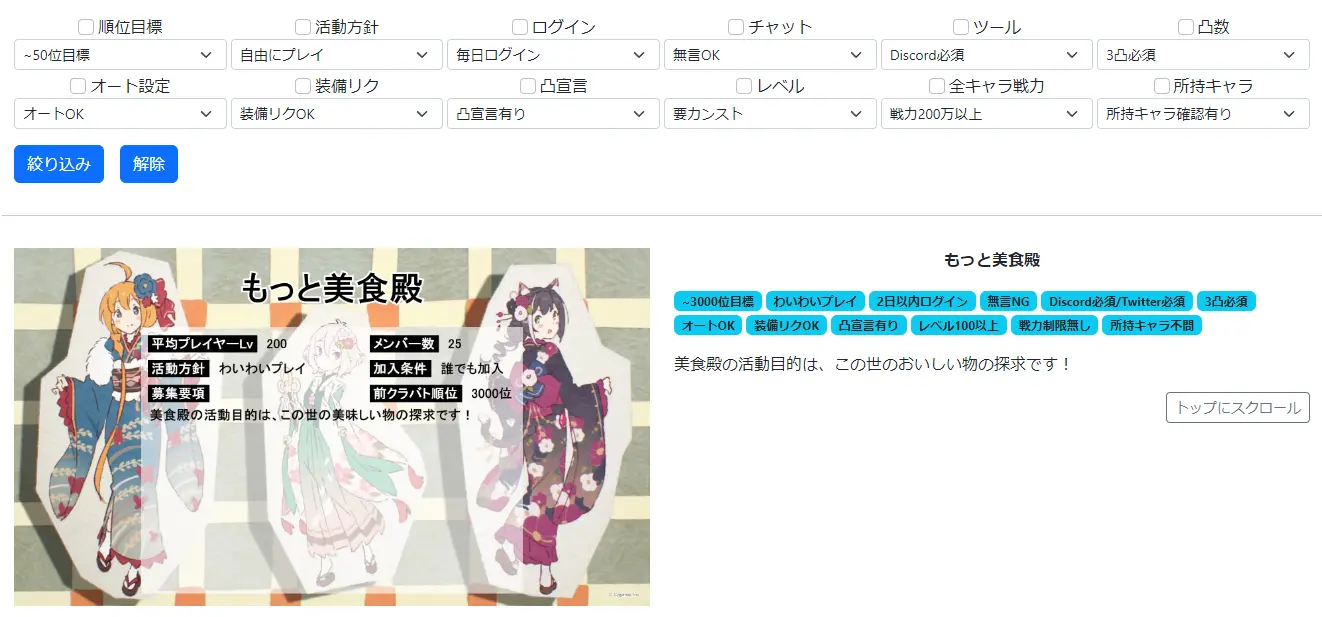 順位目標 活動方針 ログイン チャット ツール 凸数
~50位目標 自由にプレイ 毎日ログイン 無言OK Discord必須 3凸必須
オート設定 装備リク 凸宣言 レベル 全キャラ戦力 所持キャラ
オートOK 装備リクOK 凸宣言有り 要カンスト 戦力200万以上 所持キャラ確認有り
絞り込み 解除
もっと美食殿
平均プレイヤーLv 200 メンバー数 25
活動方針 わいわいプレイ 加入条件 誰でも加入
募集要項 前クラバト順位 3000位
美食殿の活動目的は、この世の美味しい物の探求です！
もっと美食殿
~3000位目標 わいわいプレイ 2日以内ログイン 無言NG Discord必須/Twitter必須 3凸必須
オートOK 装備リクOK 凸宣言有り レベル100以上 戦力制限無し 所持キャラ不問
美食殿の活動目的は、この世のおいしい物の探求です！
トップにスクロール